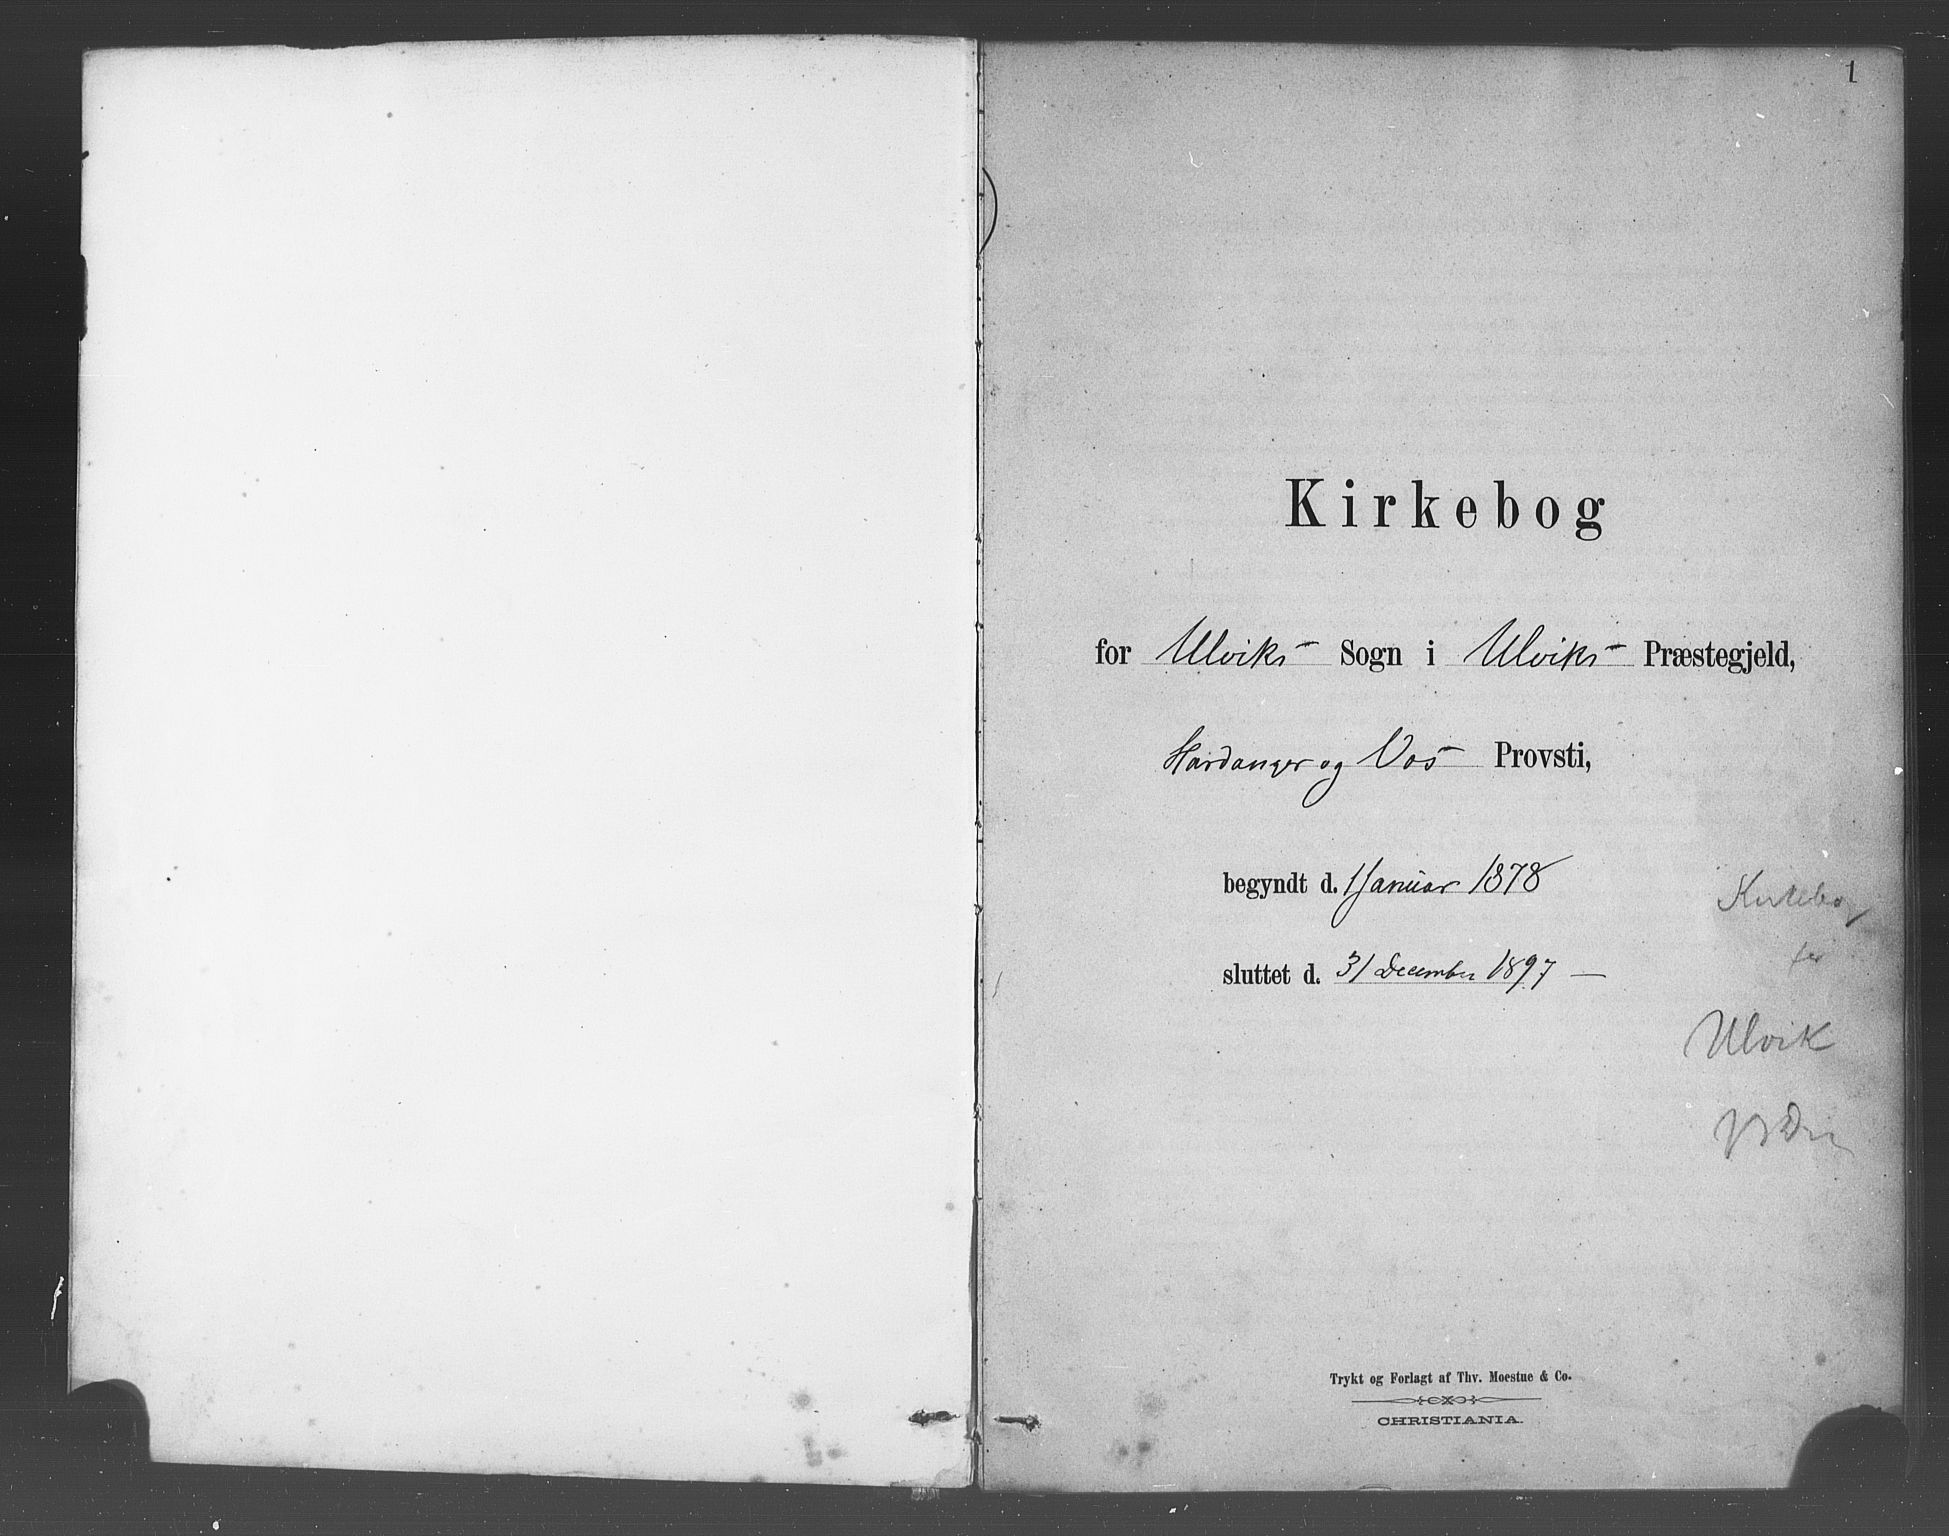 1
Kirkebog
for Ulviks Sogn i Ulviks Præstegjeld,
Hardanger og Vos Provsti,
begyndt d. 1 Januar 1878
sluttet d. 31 December 1897 —
Kirkebog
for
Ulvik
Trykt og Forlagt af Thv. Moestue & Co.
CHRISTIANIA.